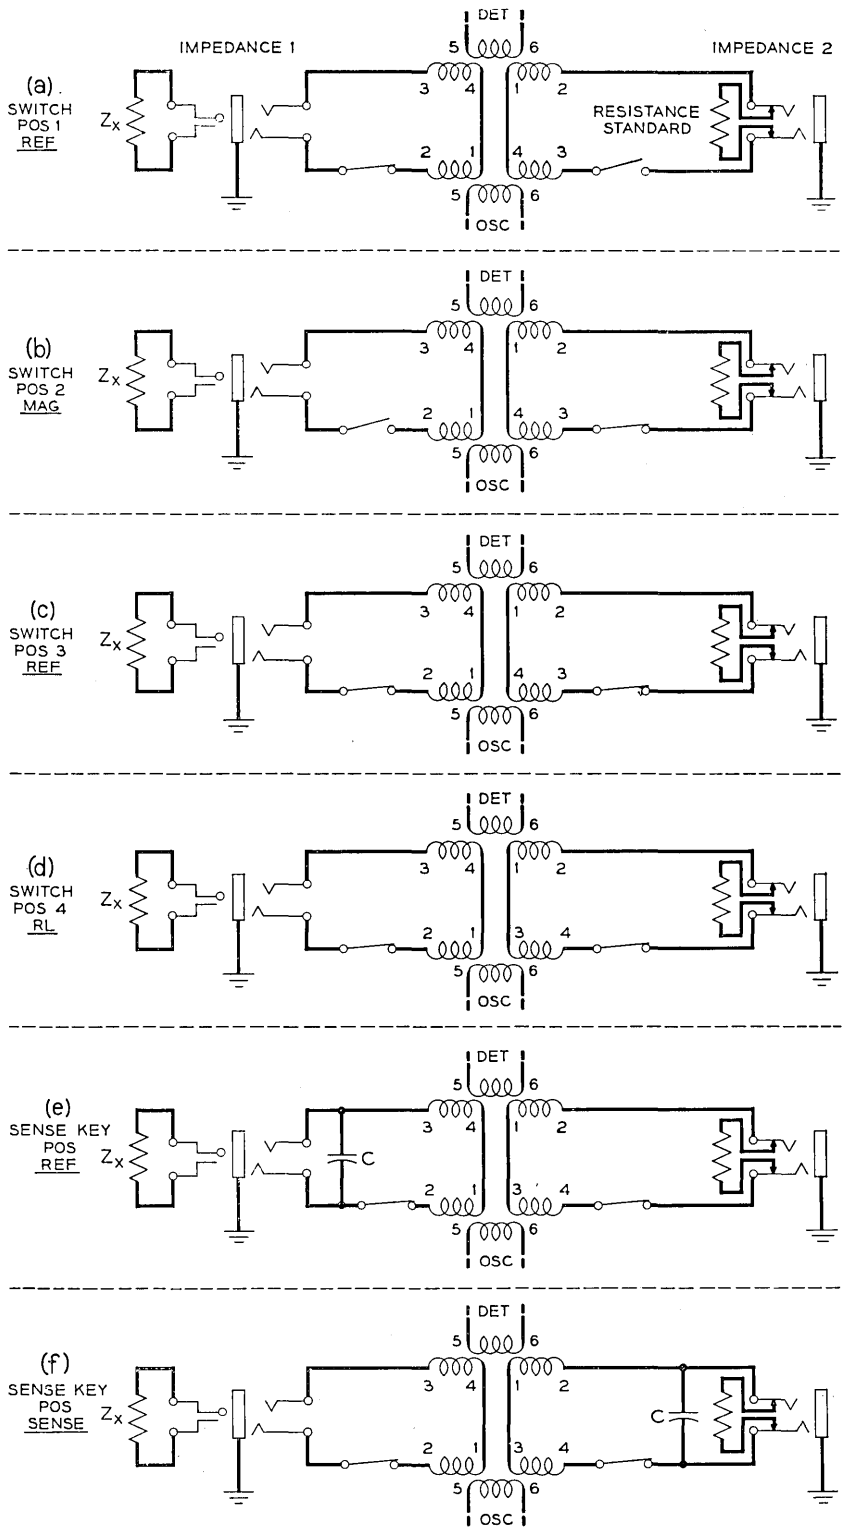 DET
IMPEDANCE 1
5 6
IMPEDANCE 2
(a).
SWITCH
POS 1
REF
Zx
3 4 1 2
RESISTANCE
STANDARD
2 1 4 3
5 6
OSC
DET
5 6
(b)
SWITCH
POS 2
MAG
Zx
3 4 1 2
2 1 4 3
5 6
OSC
DET
5 6
(c)
SWITCH
POS 3
REF
Zx
3 4 1 2
2 1 4 3
5 6
OSC
DET
5 6
(d)
SWITCH
POS 4
RL
Zx
3 4 1 2
2 1 3 4
5 6
OSC
DET
5 6
(e)
SENSE KEY
POS
REF
Zx
3 4 1 2
C
2 1 3 4
5 6
OSC
DET
5 6
(f)
SENSE KEY
POS
SENSE
Zx
3 4 1 2
C
2 1 3 4
5 6
OSC